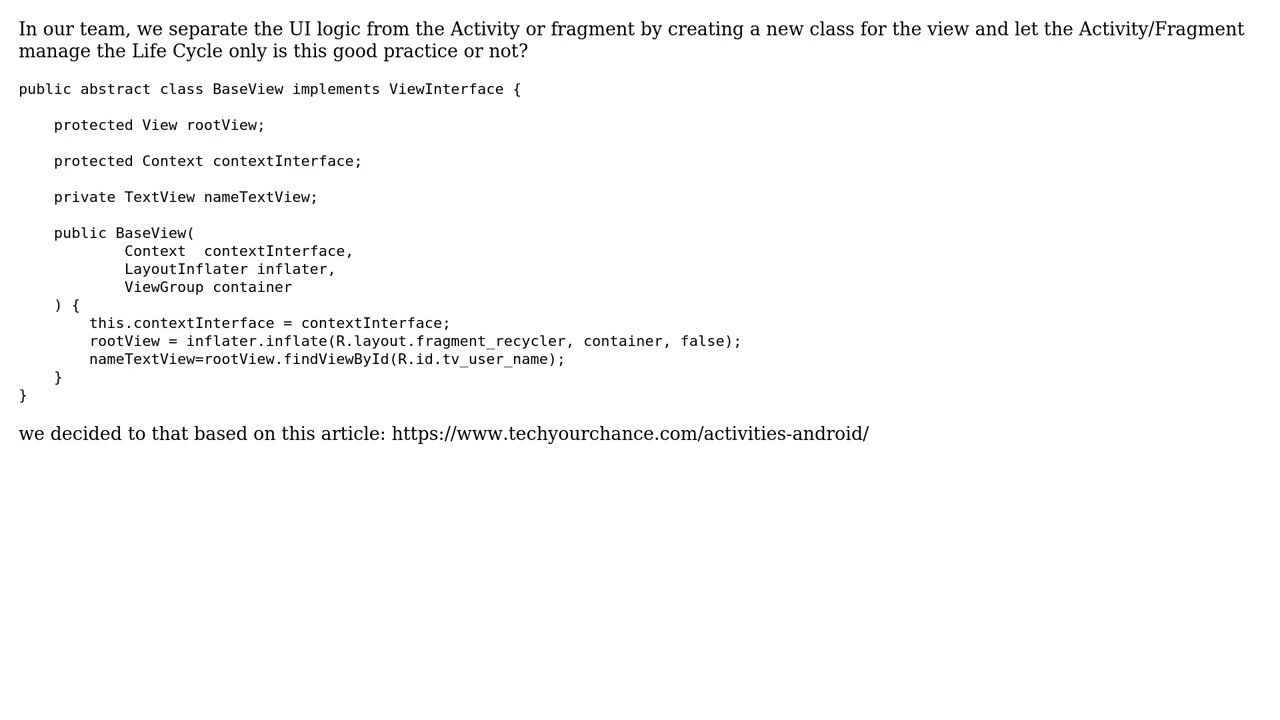 In our team, we separate the UI logic from the Activity or fragment by creating a new class for the view and let the Activity/Fragment
manage the Life Cycle only is this good practice or not?
public abstract class BaseView implements ViewInterface {
    protected View rootView;
    protected Context contextInterface;
    private TextView nameTextView;
    public BaseView(
            Context  contextInterface,
            LayoutInflater inflater,
            ViewGroup container
    ) {
        this.contextInterface = contextInterface;
        rootView = inflater.inflate(R.layout.fragment_recycler, container, false);
        nameTextView=rootView.findViewById(R.id.tv_user_name);
    }
}
we decided to that based on this article: https://www.techyourchance.com/activities-android/